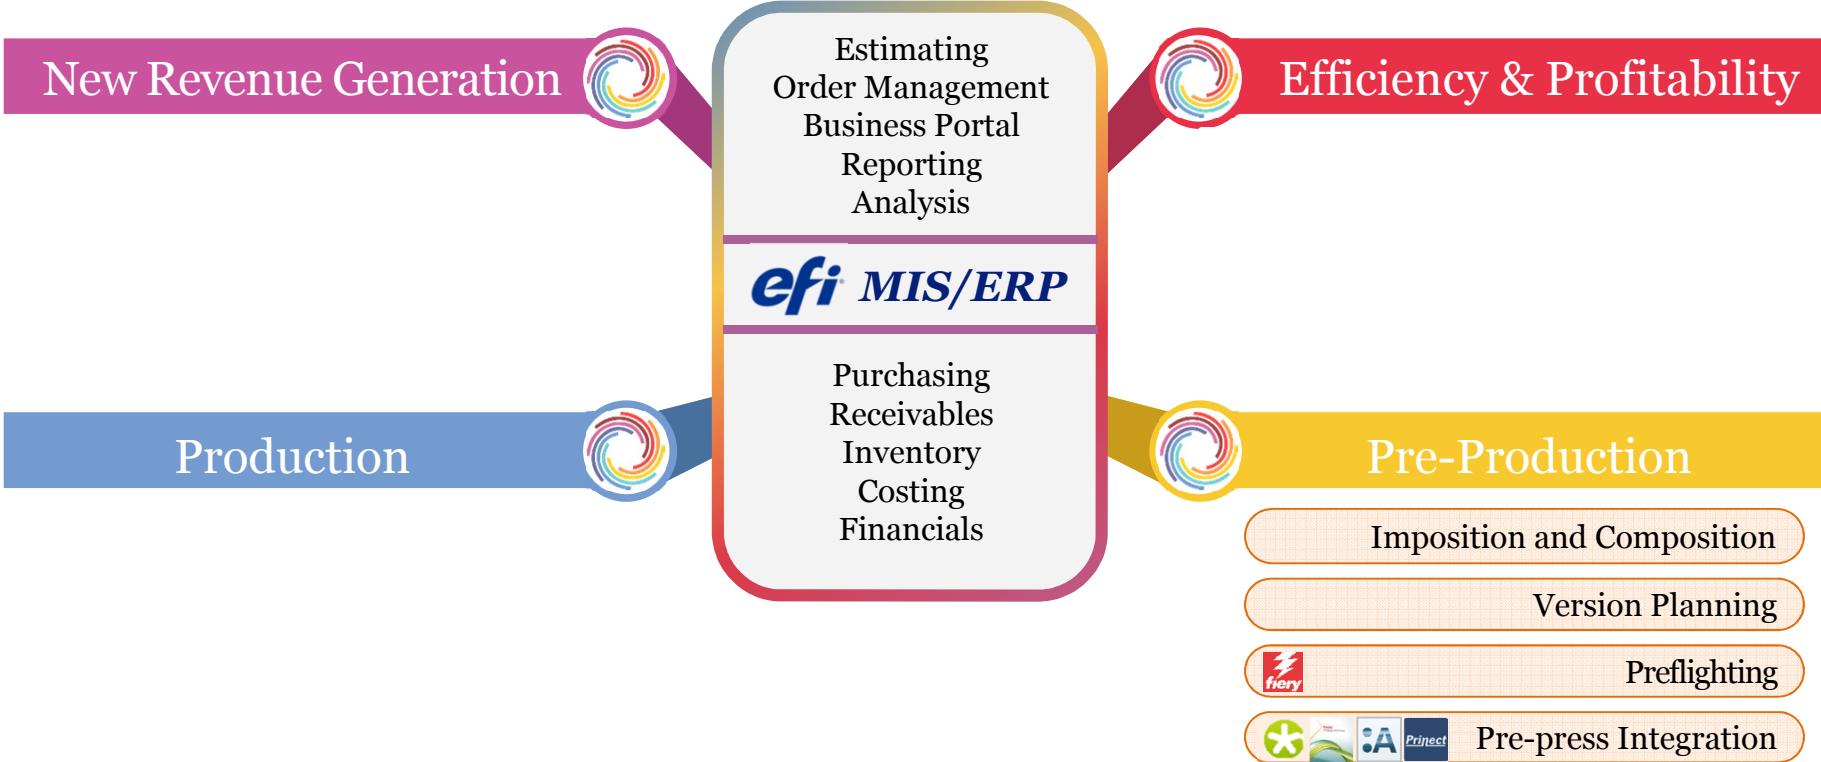 New Revenue Generation
Estimating
Order Management
Business Portal
Reporting
Analysis
Efficiency & Profitability
efi MIS/ERP
Production
Purchasing
Receivables
Inventory
Costing
Financials
Pre-Production
Imposition and Composition
Version Planning
fiery
Preflighting
:A
Prinect
Pre-press Integration